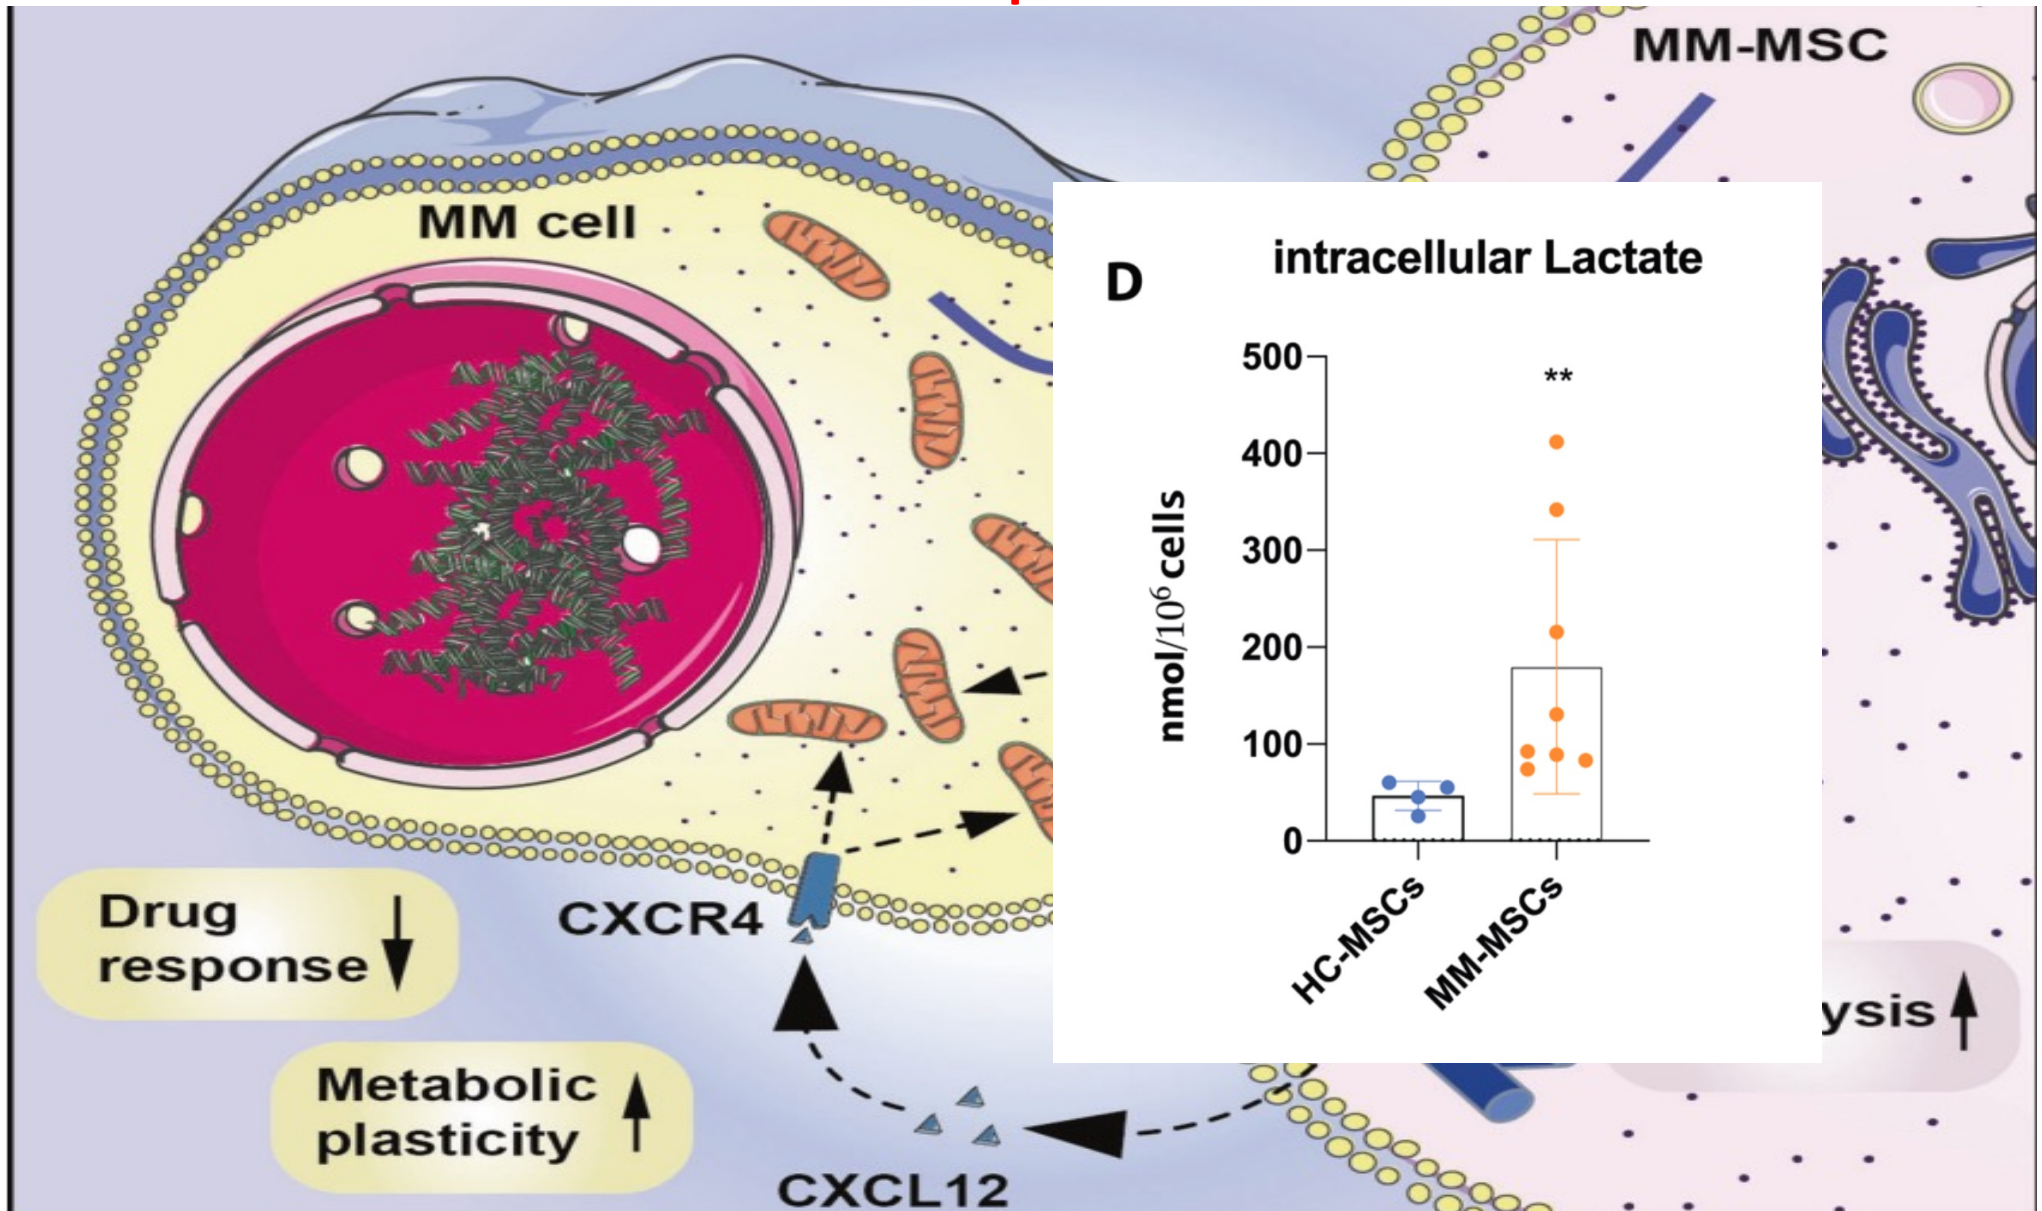 MM-MSC
MM cell
D
intracellular Lactate
500
**
400
300
200
100
0
nmol/10⁶ cells
HC-MSCs
MM-MSCs
Drug
response
CXCR4
ysis
Metabolic
plasticity
CXCL12